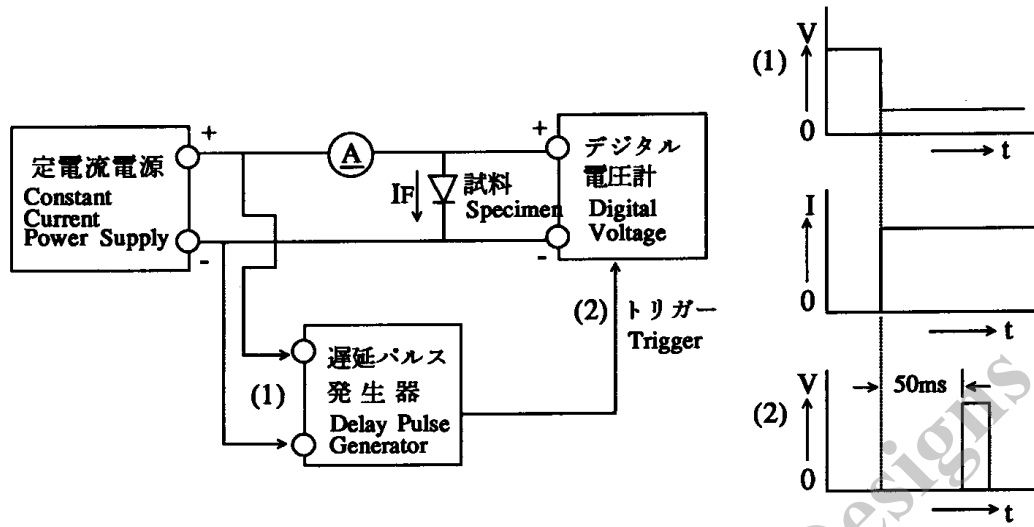 +
定電流電源
Constant
Current
Power Supply
-
A
IF
試料
Specimen
+
デジタル
電圧計
Digital
Voltage
-
(2)
トリガー
Trigger
(1)
遅延パルス
発生器
Delay Pulse
Generator
(1)
V
0
t
I
0
t
(2)
V
50ms
0
t
esigns